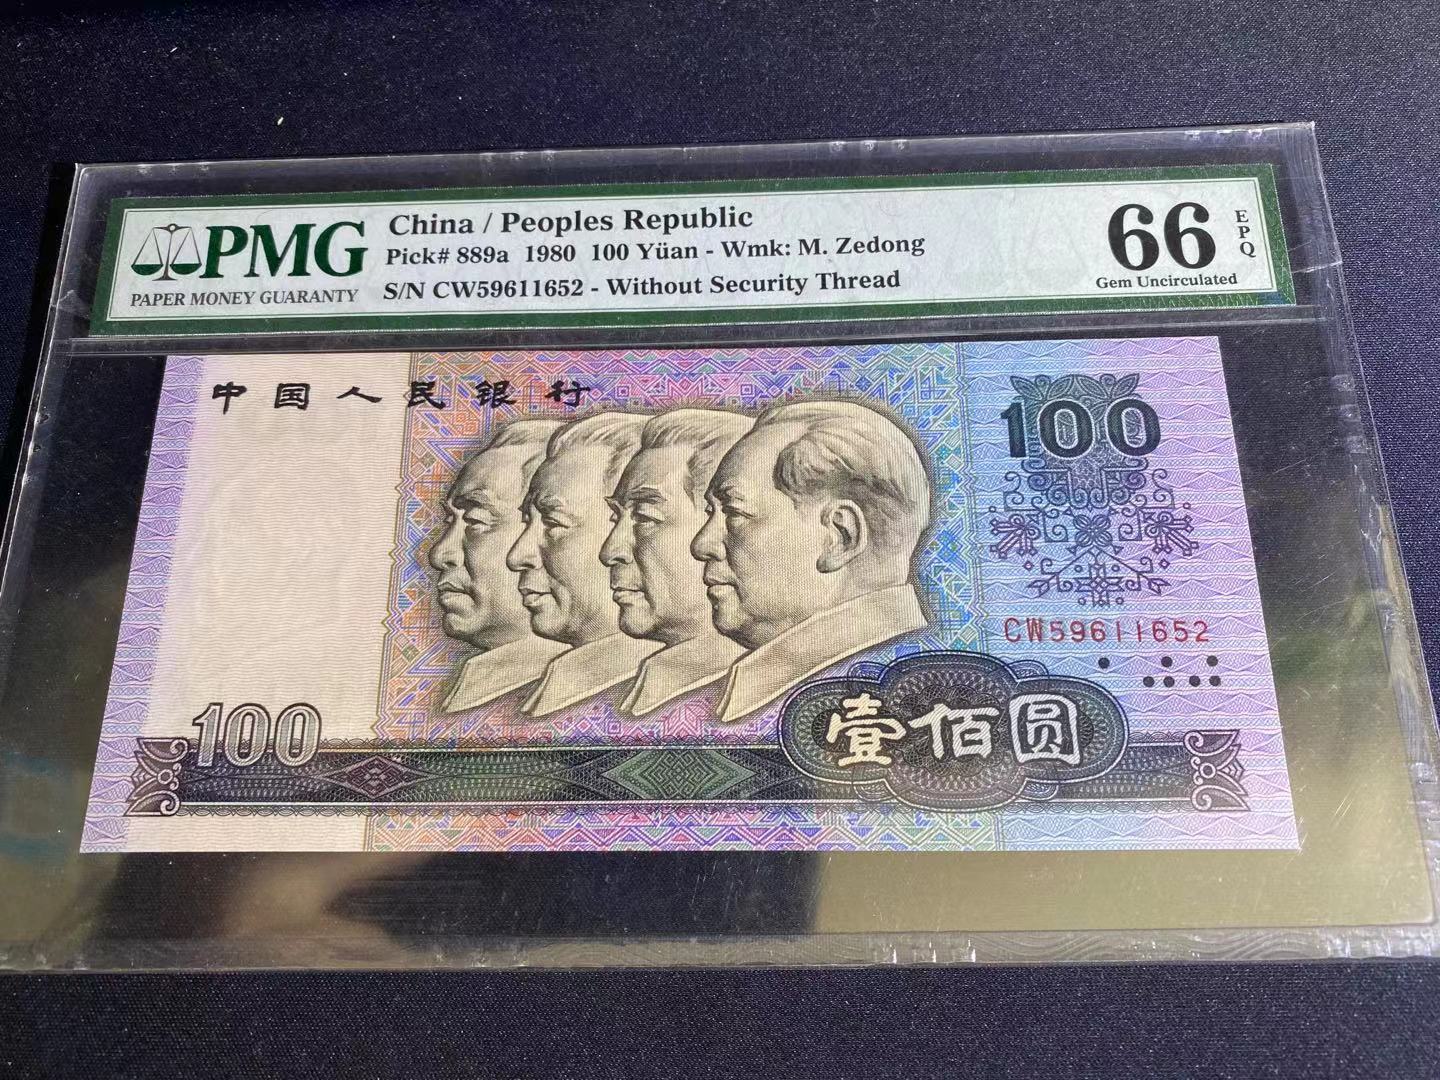 PMG
PAPER MONEY GUARANTY
China / Peoples Republic
Pick# 889a 1980 100 Yüan - Wmk: M. Zedong
S/N CW59611652 - Without Security Thread
66
EPQ
Gem Uncirculated
中国人民银行
100
CW59611652
100
壹佰圆